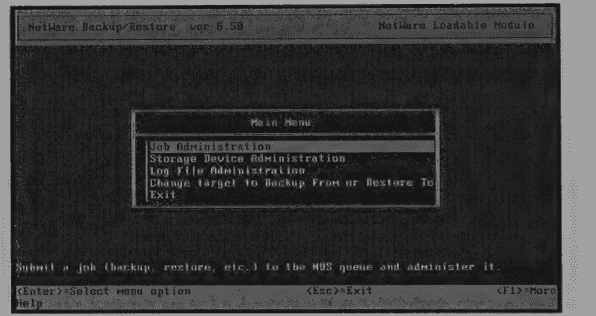 NetWare Backup/Restore ver 6.50 NetWare Loadable Module
Main Menu
Job Administration
Storage Device Administration
Log File Administration
Change target to Backup From or Restore To
Exit
Submit a job (backup, restore, etc.) to the NDS queue and administer it.
<Enter>=Select menu option <Esc>=Exit <F1>=More
Help